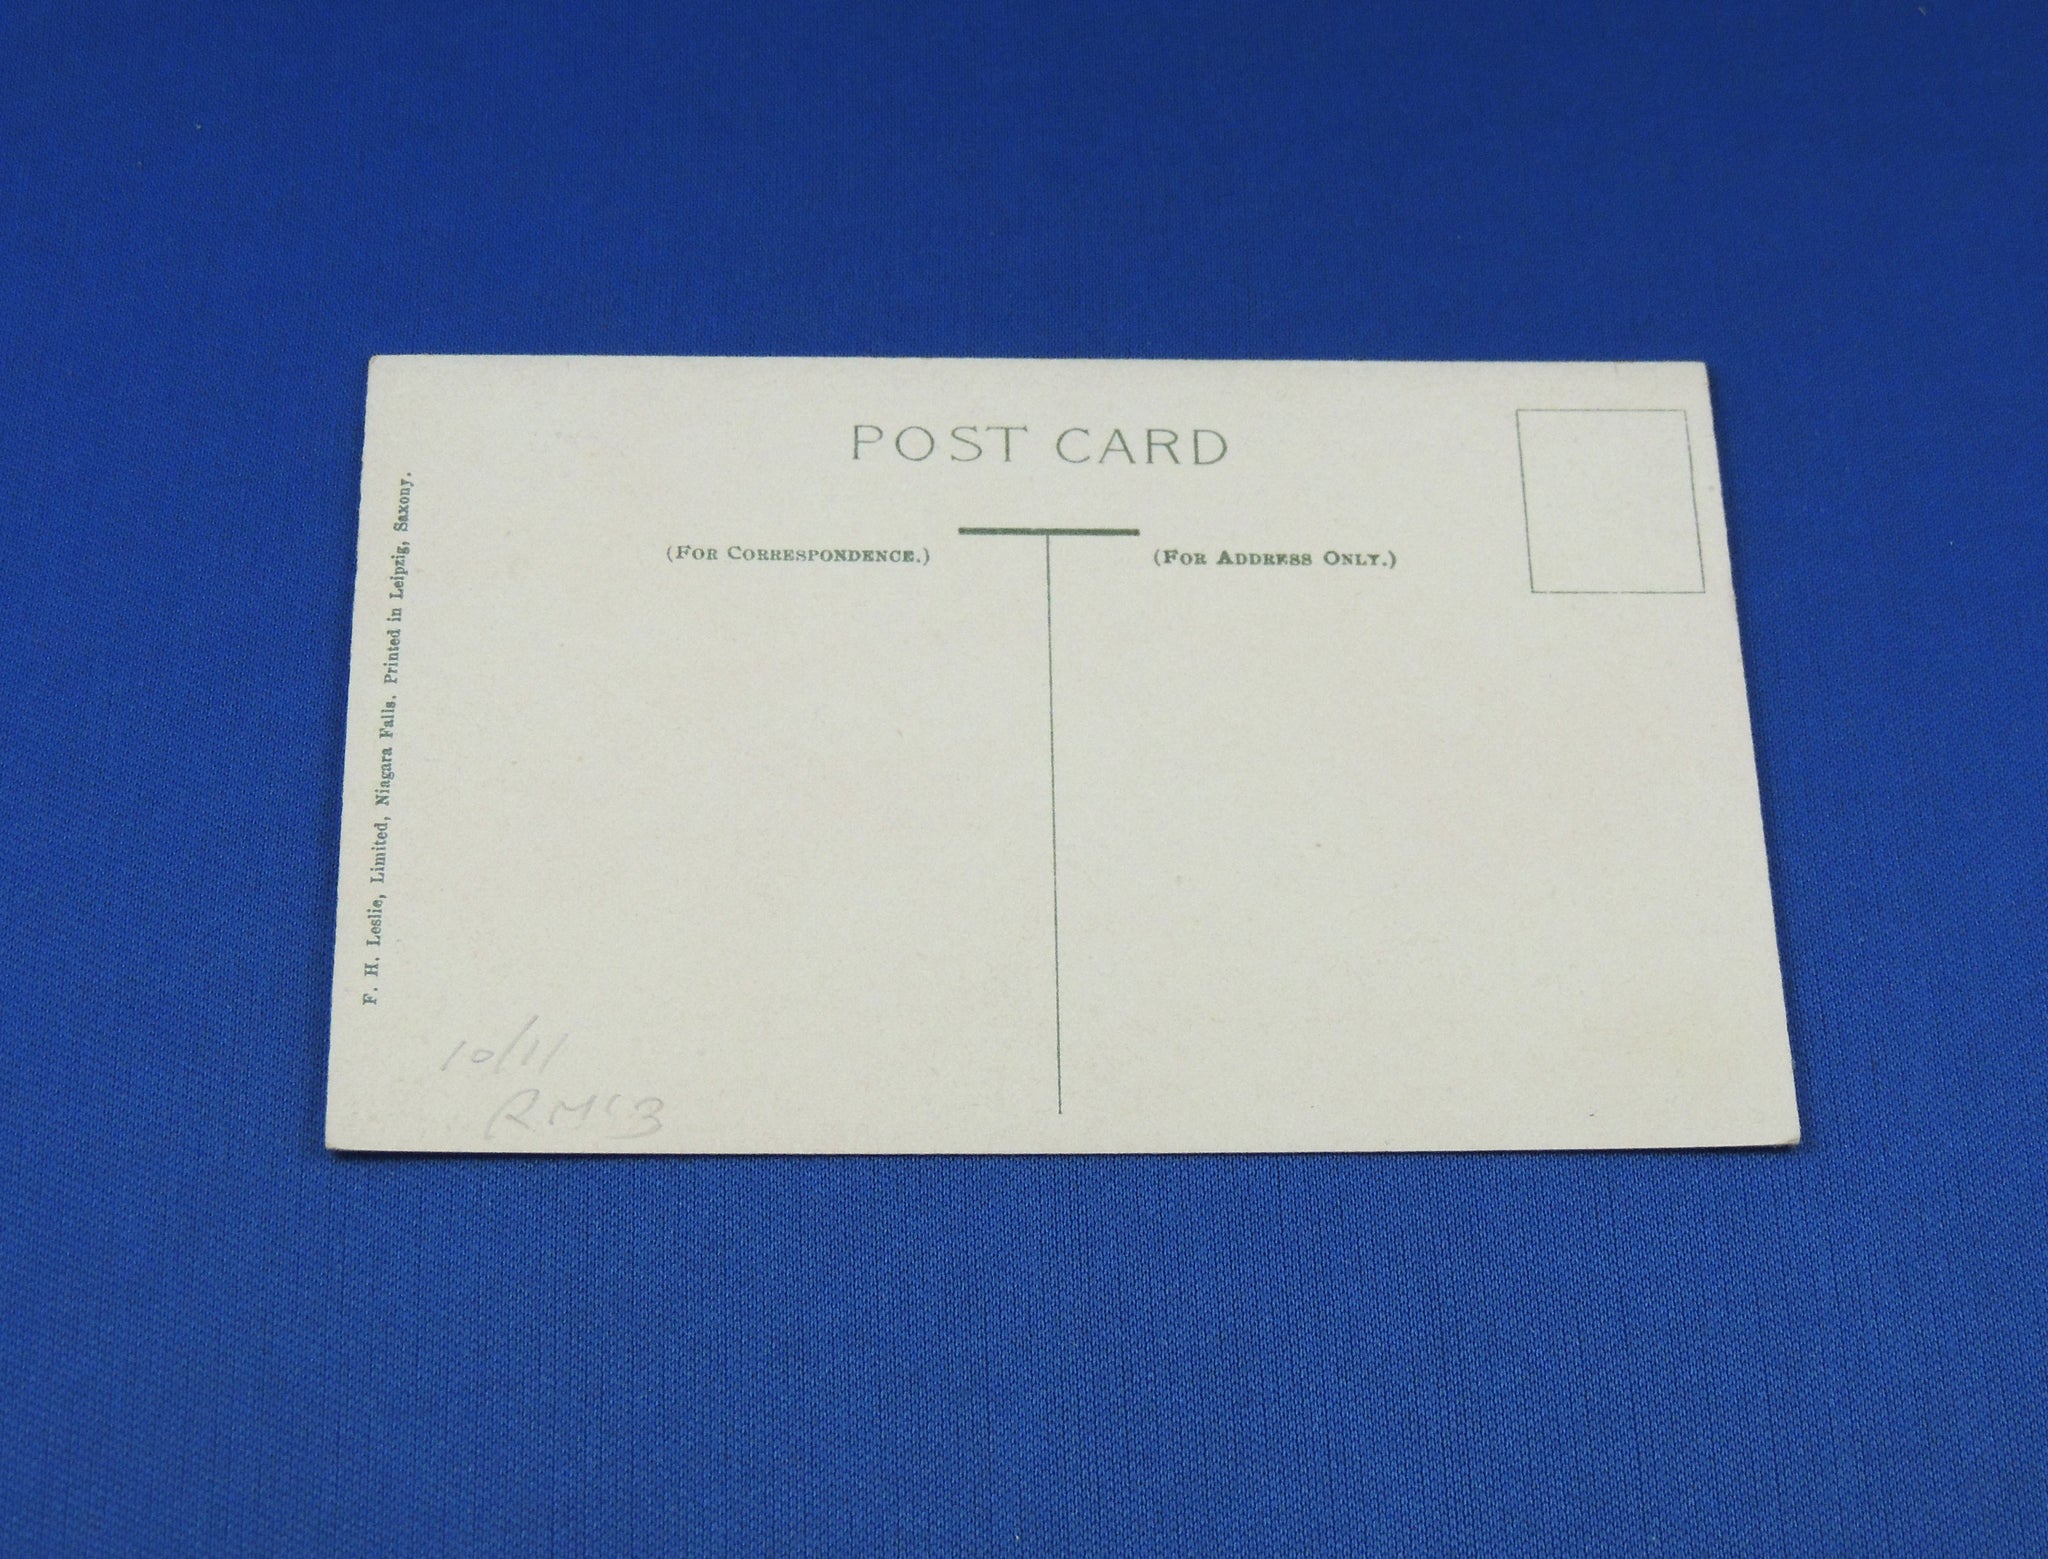 POST CARD
(FOR CORRESPONDENCE.)
(FOR ADDRESS ONLY.)
F. H. Leslie, Limited, Niagara Falls. Printed in Leipzig, Saxony.
10/11